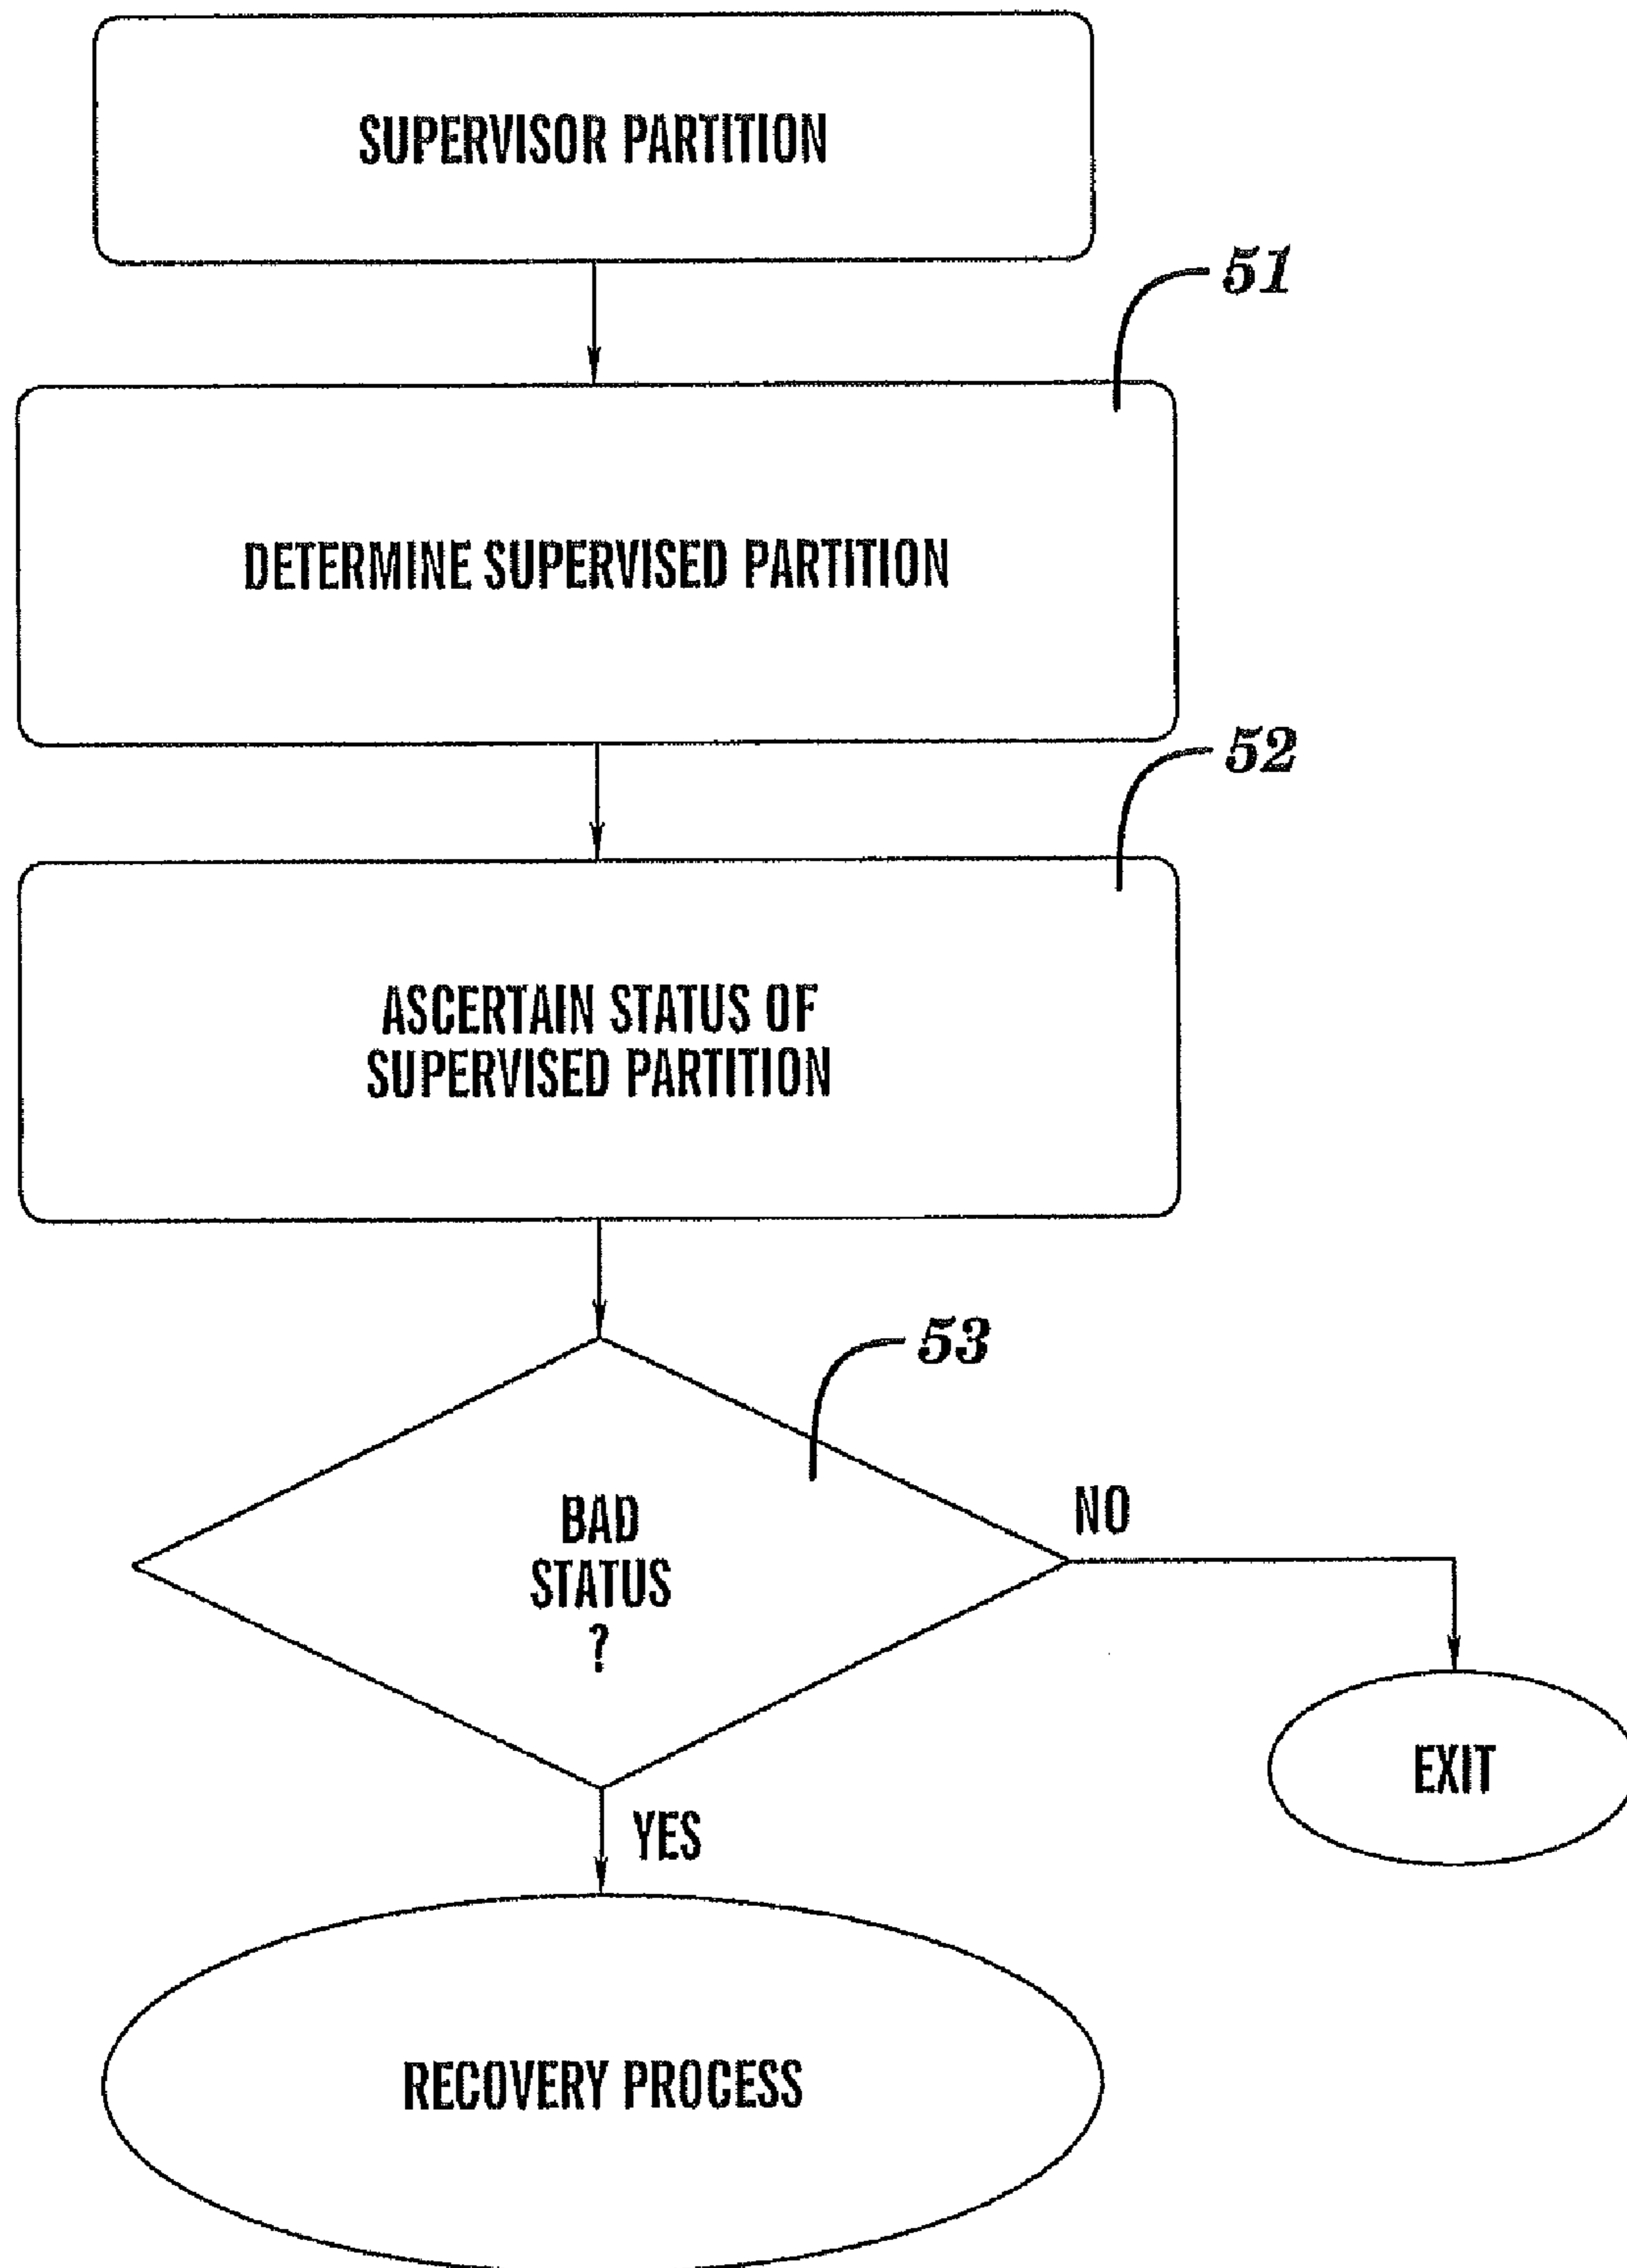 SUPERVISOR PARTITION
51
DETERMINE SUPERVISED PARTITION
52
ASCERTAIN STATUS OF
SUPERVISED PARTITION
53
BAD
STATUS
?
NO
EXIT
YES
RECOVERY PROCESS